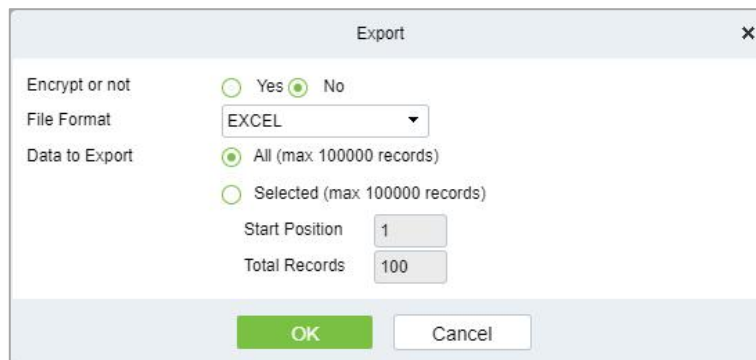 Export
Encrypt or not Yes No
File Format EXCEL
Data to Export All (max 100000 records)
Selected (max 100000 records)
Start Position 1
Total Records 100
OK Cancel